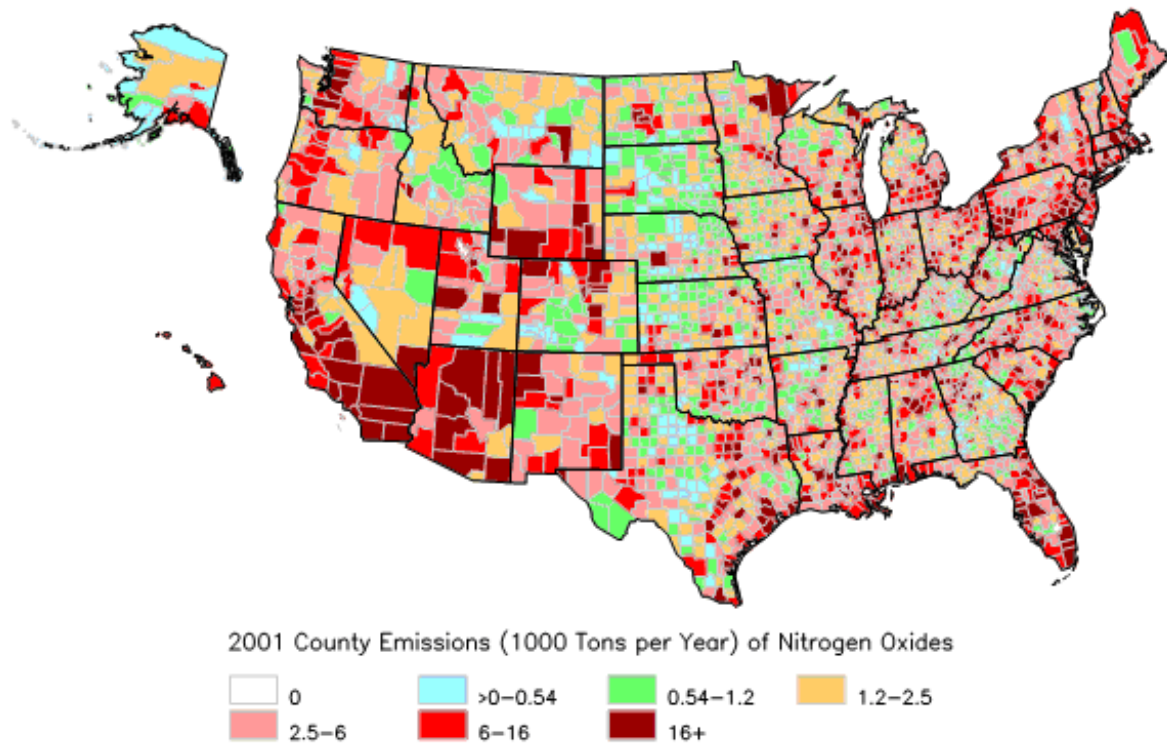 2001 County Emissions (1000 Tons per Year) of Nitrogen Oxides
0 >0-0.54 0.54-1.2 1.2-2.5
2.5-6 6-16 16+